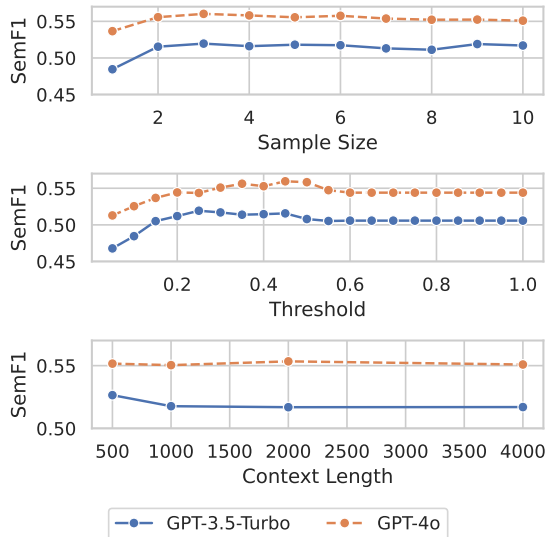 SemF1
0.55
0.50
0.45
2 4 6 8 10
Sample Size
SemF1
0.55
0.50
0.45
0.2 0.4 0.6 0.8 1.0
Threshold
SemF1
0.55
0.50
500 1000 1500 2000 2500 3000 3500 4000
Context Length
GPT-3.5-Turbo GPT-4o